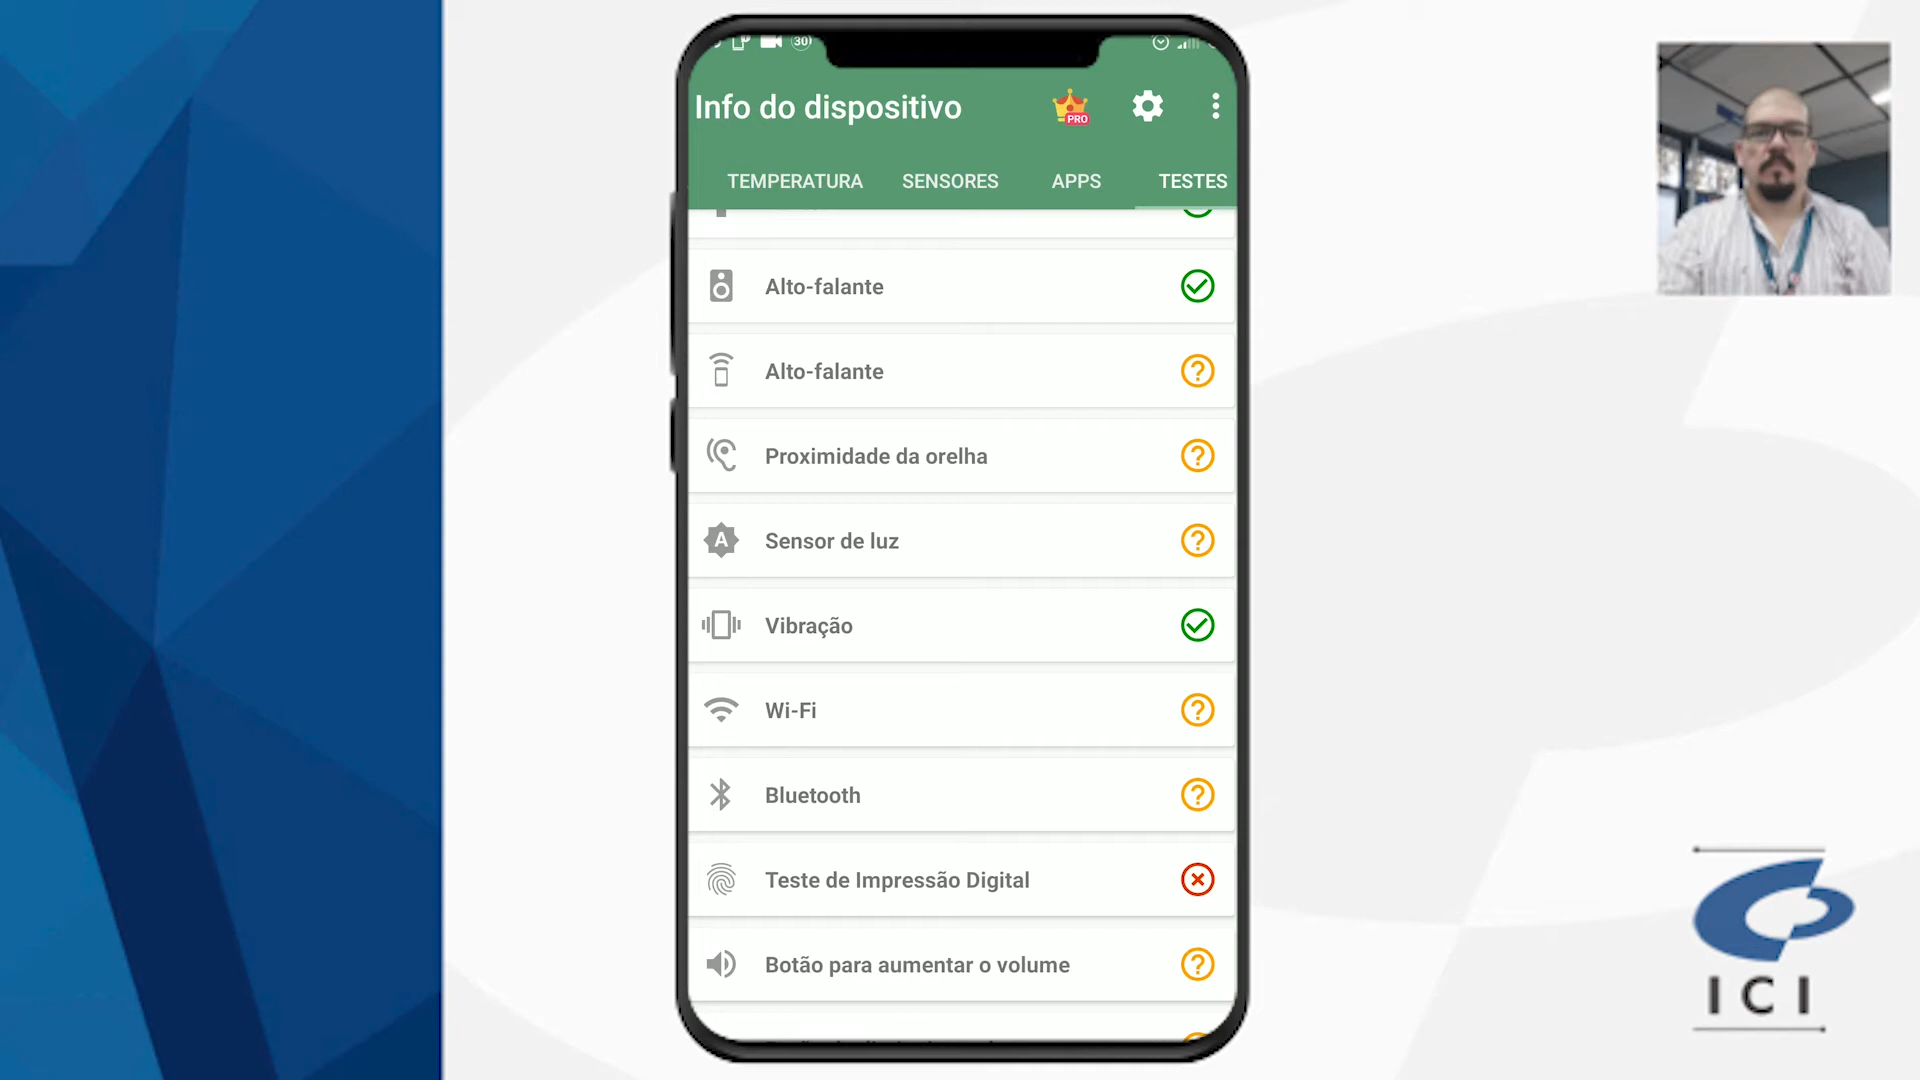 30
Info do dispositivo
PRO
TEMPERATURA SENSORES APPS TESTES
Alto-falante
Alto-falante
Proximidade da orelha
A Sensor de luz
Vibração
Wi-Fi
Bluetooth
Teste de Impressão Digital
Botão para aumentar o volume
ICI